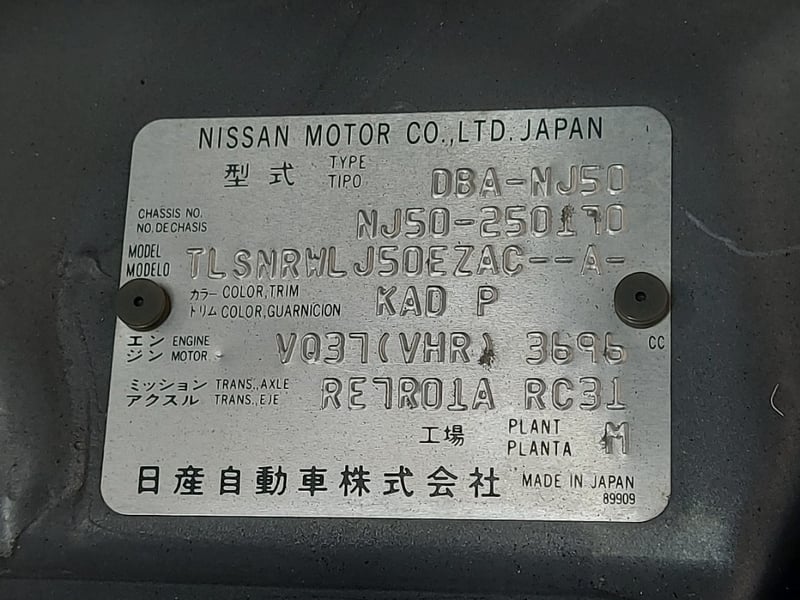 NISSAN MOTOR CO.,LTD. JAPAN
型式 TYPE TIPO DBA-NJ50
CHASSIS NO. NO.DECHASIS NJ50-250170
MODEL MODELO TLSNRWLJ50EZAC--A-
カラー COLOR,TRIM トリム COLOR,GUARNICION KAD P
エンジン ENGINE MOTOR VQ37(VHR) 3696 CC
ミッション TRANS.,AXLE アクスル TRANS.,EJE RE7R01A RC31
工場 PLANT PLANTA M
日産自動車株式会社 MADE IN JAPAN
89909